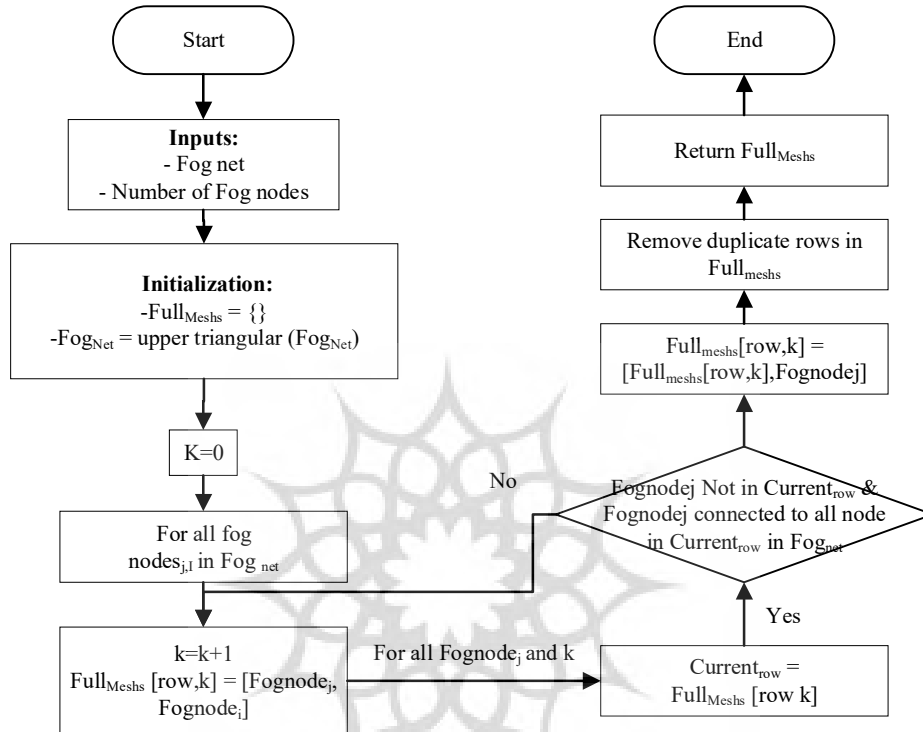 Start
Inputs:
- Fog net
- Number of Fog nodes
Initialization:
-Full_Meshs = {}
-Fog_Net = upper triangular (Fog_Net)
K=0
For all fog
nodes_j,I in Fog _net
k=k+1
Full_Meshs [row,k] = [Fognode_j,
Fognode_i]
For all Fognode_j and k
Current_row =
Full_Meshs [row k]
Yes
Fognodej Not in Current_row &
Fognodej connected to all node
in Current_row in Fog_net
No
Full_meshs[row,k] =
[Full_meshs[row,k],Fognodej]
Remove duplicate rows in
Full_meshs
Return Full_Meshs
End